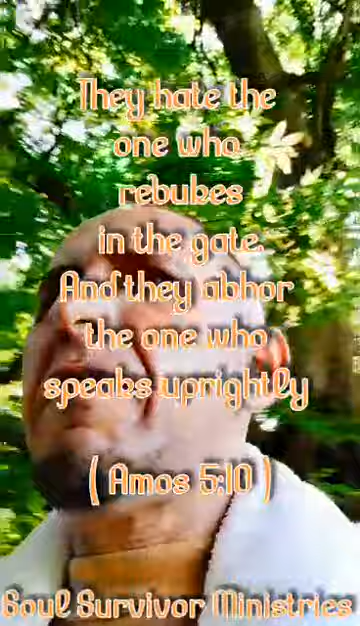 They hate the
one who
rebukes
in the gate.
And they abhor
the one who
speaks uprightly
( Amos 5:10 )
Soul Survivor Ministries